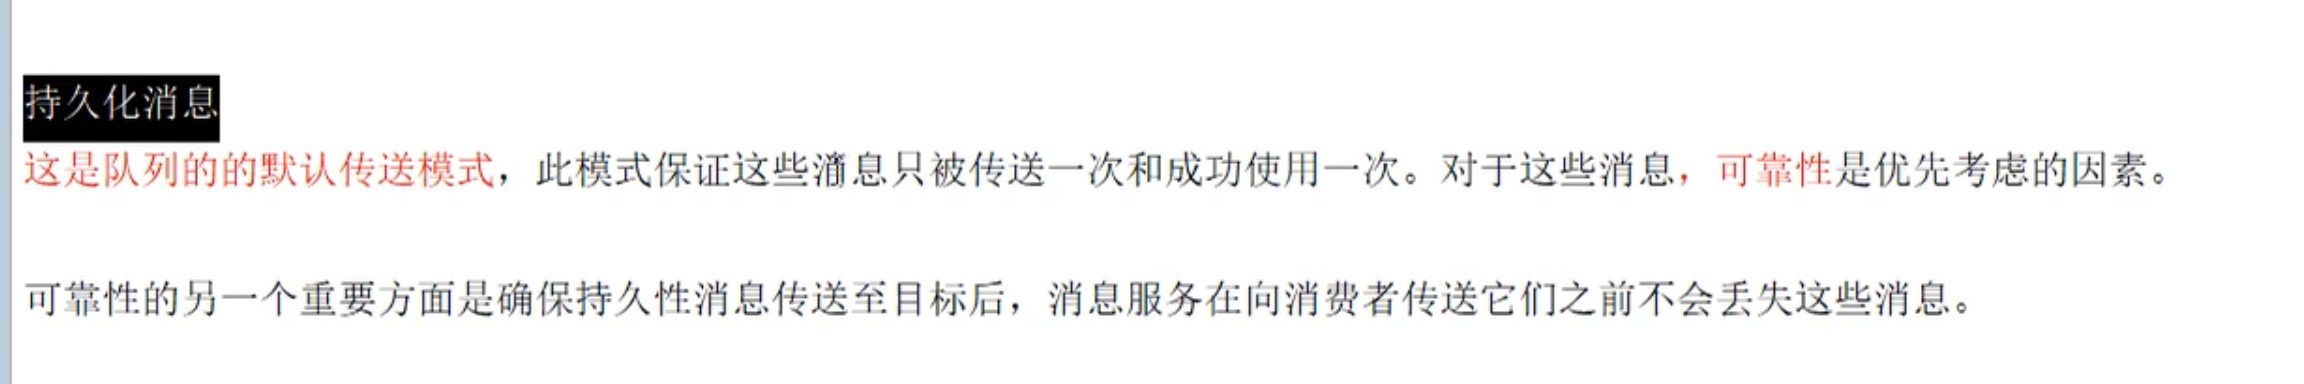 持久化消息
这是队列的的默认传送模式，此模式保证这些消息只被传送一次和成功使用一次。对于这些消息，可靠性是优先考虑的因素。
可靠性的另一个重要方面是确保持久性消息传送至目标后，消息服务在向消费者传送它们之前不会丢失这些消息。